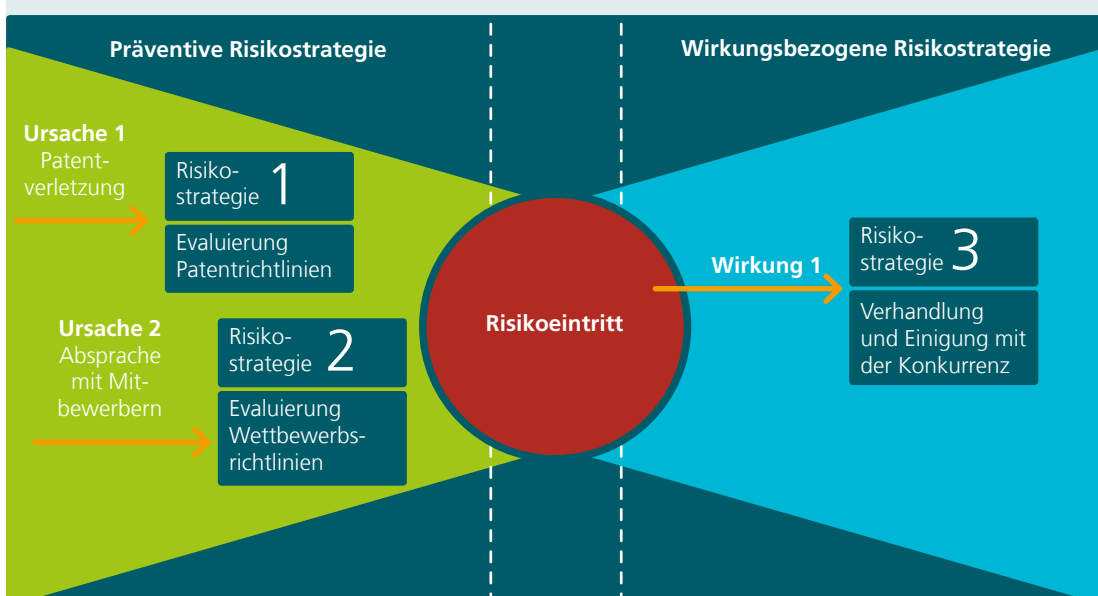 Präventive Risikostrategie
Wirkungsbezogene Risikostrategie
Ursache 1
Patent-
verletzung
Risiko-
strategie 1
Evaluierung
Patentrichtlinien
Ursache 2
Absprache
mit Mit-
bewerbern
Risiko-
strategie 2
Evaluierung
Wettbewerbs-
richtlinien
Risikoeintritt
Wirkung 1
Risiko-
strategie 3
Verhandlung
und Einigung mit
der Konkurrenz